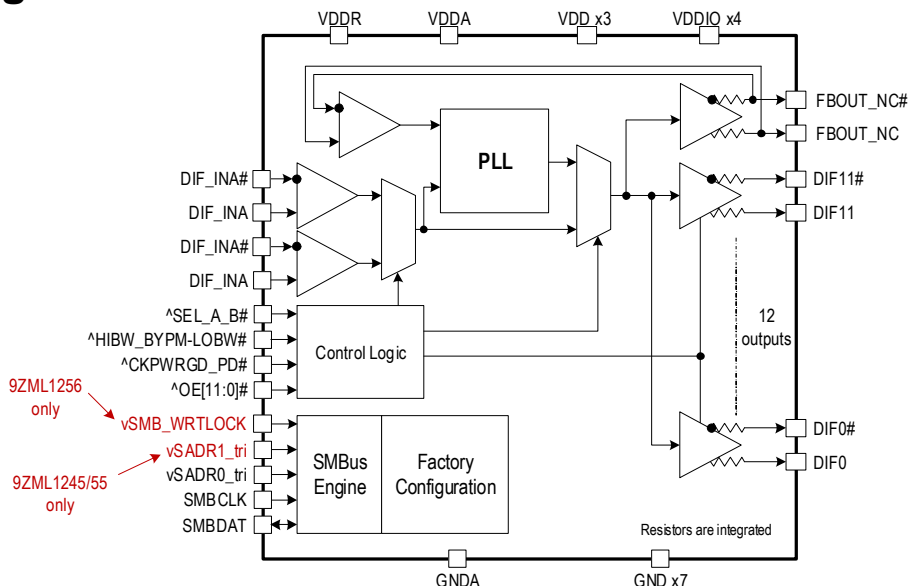 VDDR
VDDA
VDD x3
VDDIO x4
FBOUT_NC#
FBOUT_NC
PLL
DIF_INA#
DIF_INA
DIF_INA#
DIF_INA
DIF11#
DIF11
12
outputs
^SEL_A_B#
^HIBW_BYPM-LOBW#
^CKPWRGD_PD#
^OE[11:0]#
Control Logic
9ZML1256
only
vSMB_WRTLOCK
vSADR1_tri
vSADR0_tri
SMBCLK
SMBDAT
9ZML1245/55
only
SMBus
Engine
Factory
Configuration
DIF0#
DIF0
Resistors are integrated
GNDA
GND x7